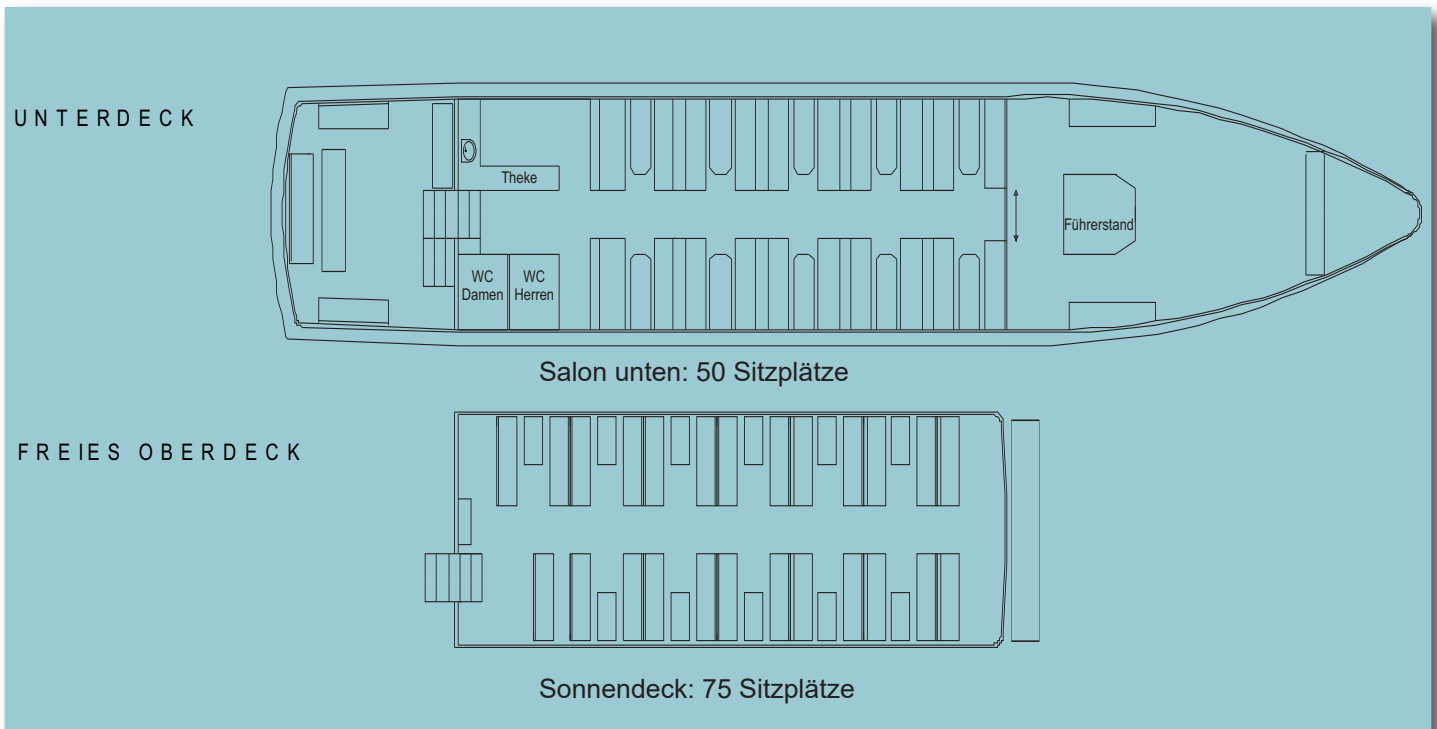 UNTERDECK
Theke
Führerstand
WC
Damen
WC
Herren
Salon unten: 50 Sitzplätze
FREIES OBERDECK
Sonnendeck: 75 Sitzplätze